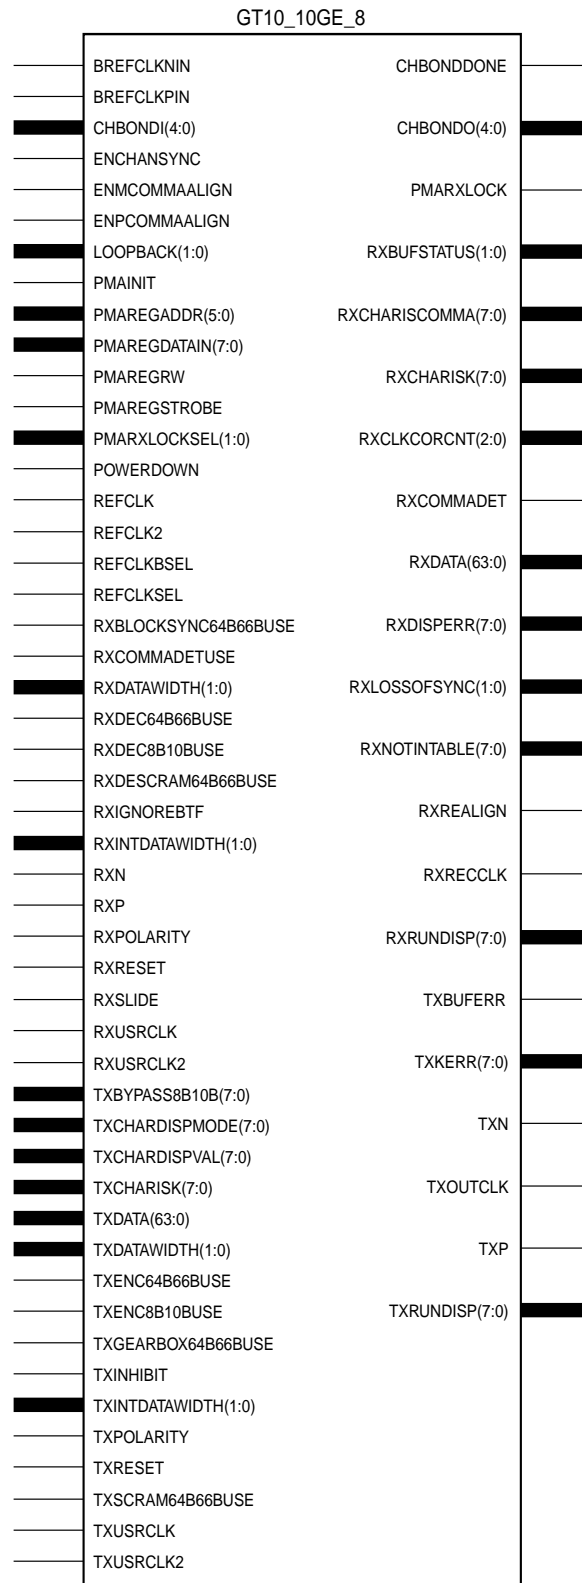 GT10_10GE_8
BREFCLKNIN
CHBONDDONE
BREFCLKPIN
CHBONDI(4:0)
CHBONDO(4:0)
ENCHANSYNC
ENMCOMMAALIGN
PMARXLOCK
ENPCOMMAALIGN
LOOPBACK(1:0)
RXBUFSTATUS(1:0)
PMAINIT
PMAREGADDR(5:0)
RXCHARISCOMMA(7:0)
PMAREGDATAIN(7:0)
PMAREGRW
RXCHARISK(7:0)
PMAREGSTROBE
PMARXLOCKSEL(1:0)
RXCLKCORCNT(2:0)
POWERDOWN
REFCLK
RXCOMMADET
REFCLK2
REFCLKBSEL
RXDATA(63:0)
REFCLKSEL
RXBLOCKSYNC64B66BUSE
RXDISPERR(7:0)
RXCOMMADETUSE
RXDATAWIDTH(1:0)
RXLOSSOFSYNC(1:0)
RXDEC64B66BUSE
RXDEC8B10BUSE
RXNOTINTABLE(7:0)
RXDESCRAM64B66BUSE
RXIGNOREBTF
RXREALIGN
RXINTDATAWIDTH(1:0)
RXN
RXRECCLK
RXP
RXPOLARITY
RXRUNDISP(7:0)
RXRESET
RXSLIDE
TXBUFERR
RXUSRCLK
RXUSRCLK2
TXKERR(7:0)
TXBYPASS8B10B(7:0)
TXCHARDISPMODE(7:0)
TXN
TXCHARDISPVAL(7:0)
TXCHARISK(7:0)
TXOUTCLK
TXDATA(63:0)
TXDATAWIDTH(1:0)
TXP
TXENC64B66BUSE
TXENC8B10BUSE
TXRUNDISP(7:0)
TXGEARBOX64B66BUSE
TXINHIBIT
TXINTDATAWIDTH(1:0)
TXPOLARITY
TXRESET
TXSCRAM64B66BUSE
TXUSRCLK
TXUSRCLK2